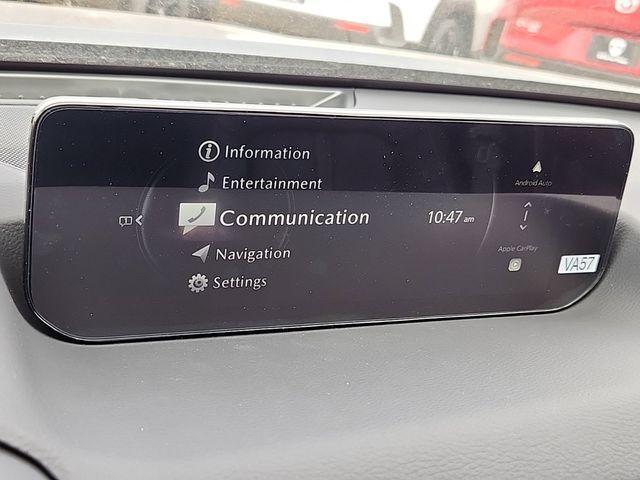 Information
Entertainment
Communication
Navigation
Settings
10:47 am
Android Auto
Apple CarPlay
VA57